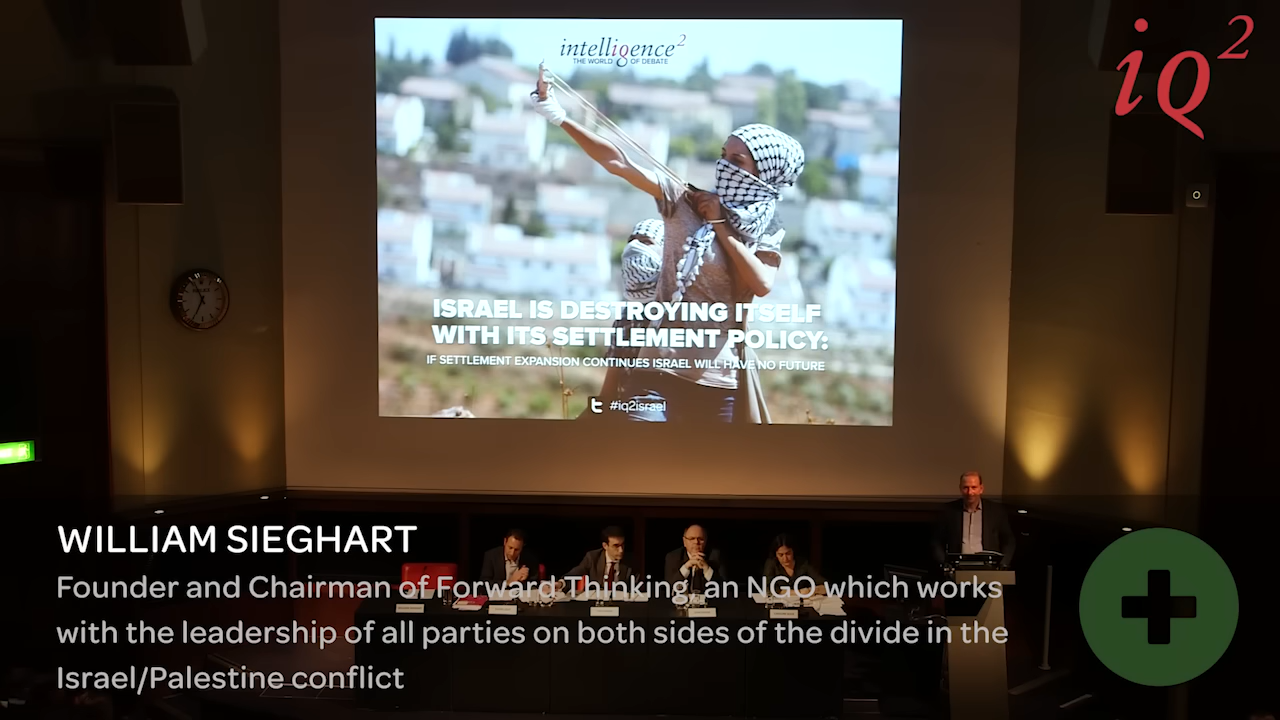 iq2
intelligence2
THE WORLD OF DEBATE
ISRAEL IS DESTROYING ITSELF
WITH ITS SETTLEMENT POLICY:
IF SETTLEMENT EXPANSION CONTINUES ISRAEL WILL HAVE NO FUTURE
#iq2israel
WILLIAM SIEGHART
Founder and Chairman of Forward Thinking, an NGO which works
with the leadership of all parties on both sides of the divide in the
Israel/Palestine conflict